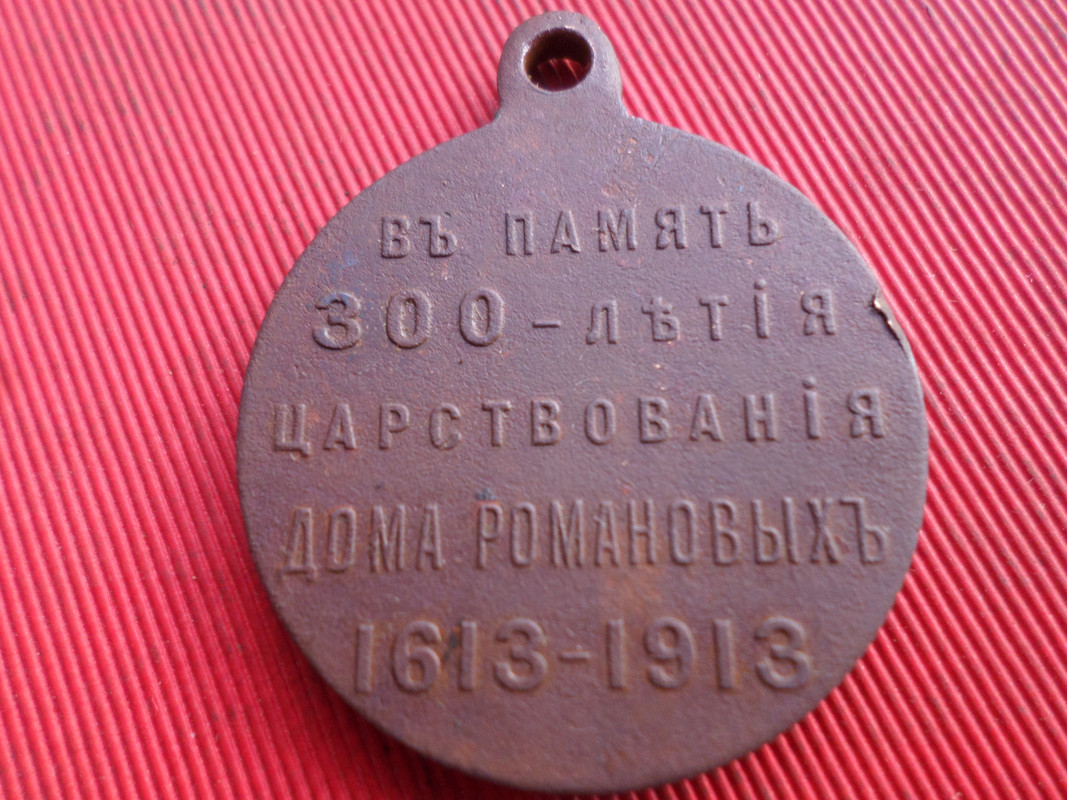 ВЪ ПАМЯТЬ
300-ЛѢТІЯ
ЦАРСТВОВАНІЯ
ДОМА РОМАНОВЫХЪ
1613-1913